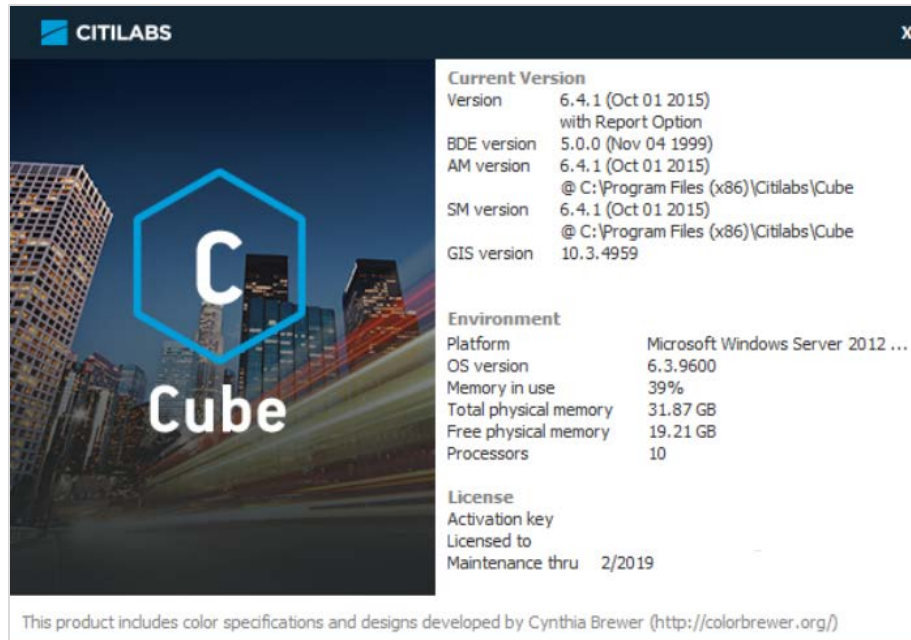 CITILABS
X
C
Cube
Current Version
Version 6.4.1 (Oct 01 2015)
with Report Option
BDE version 5.0.0 (Nov 04 1999)
AM version 6.4.1 (Oct 01 2015)
@ C:\Program Files (x86)\Citilabs\Cube
SM version 6.4.1 (Oct 01 2015)
@ C:\Program Files (x86)\Citilabs\Cube
GIS version 10.3.4959
Environment
Platform Microsoft Windows Server 2012 ...
OS version 6.3.9600
Memory in use 39%
Total physical memory 31.87 GB
Free physical memory 19.21 GB
Processors 10
License
Activation key
Licensed to
Maintenance thru 2/2019
This product includes color specifications and designs developed by Cynthia Brewer (http://colorbrewer.org/)